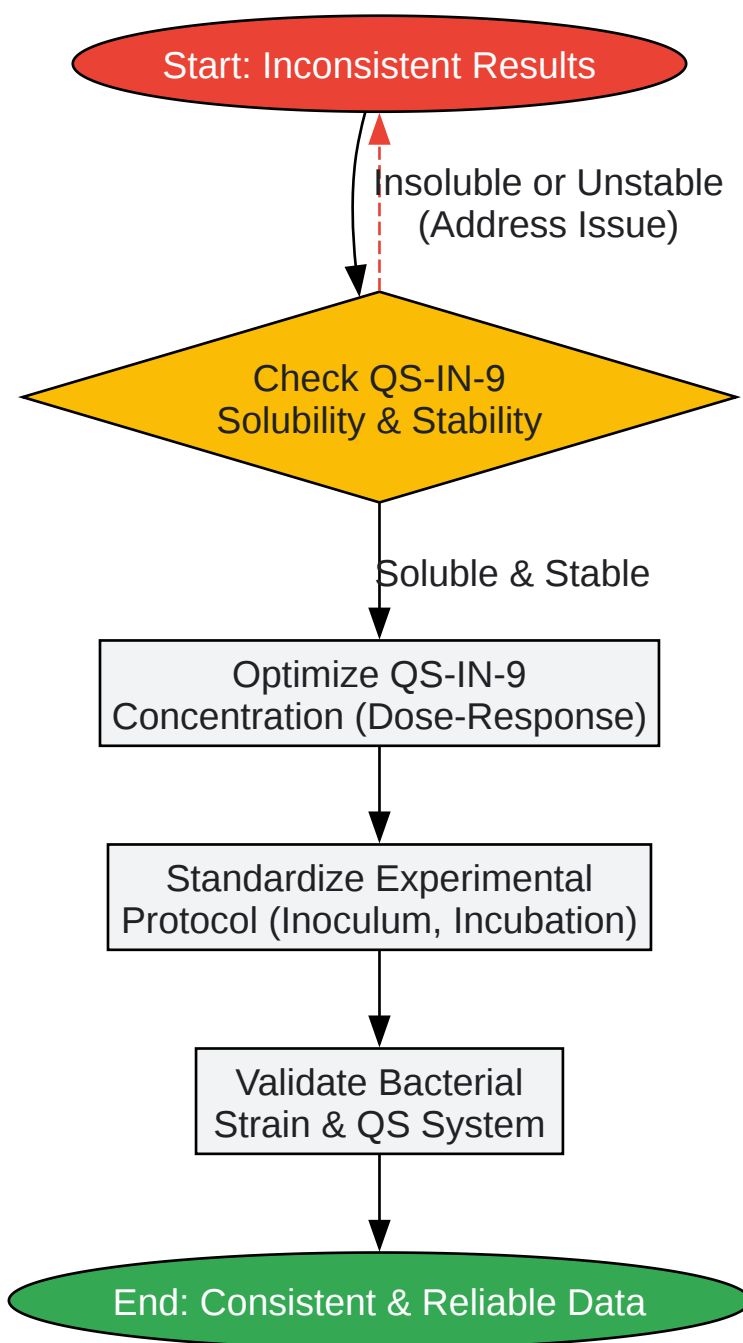 Start: Inconsistent Results
Insoluble or Unstable
(Address Issue)
Check QS-IN-9
Solubility & Stability
Soluble & Stable
Optimize QS-IN-9
Concentration (Dose-Response)
Standardize Experimental
Protocol (Inoculum, Incubation)
Validate Bacterial
Strain & QS System
End: Consistent & Reliable Data